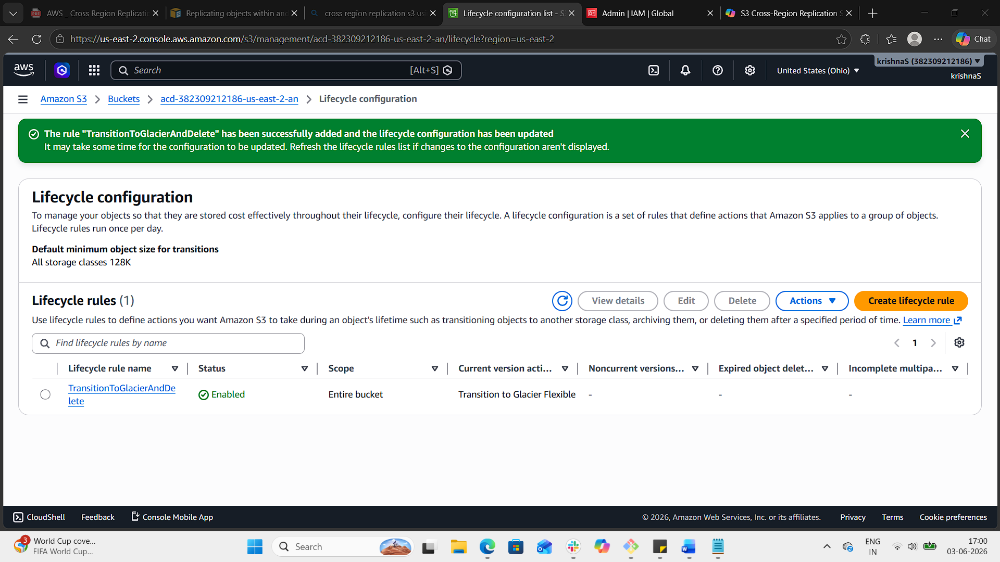 AWS _ Cross Region Replicatio
Replicating objects within and
cross region replication s3 usi
Lifecycle configuration list - S
Admin | IAM | Global
S3 Cross-Region Replication S
https://us-east-2.console.aws.amazon.com/s3/management/acd-382309212186-us-east-2-an/lifecycle?region=us-east-2
Chat
aws
Search
[Alt+S]
United States (Ohio)
krishnaS (382309212186)
krishnaS
Amazon S3
Buckets
acd-382309212186-us-east-2-an
Lifecycle configuration
The rule "TransitionToGlacierAndDelete" has been successfully added and the lifecycle configuration has been updated
It may take some time for the configuration to be updated. Refresh the lifecycle rules list if changes to the configuration aren't displayed.
Lifecycle configuration
To manage your objects so that they are stored cost effectively throughout their lifecycle, configure their lifecycle. A lifecycle configuration is a set of rules that define actions that Amazon S3 applies to a group of objects.
Lifecycle rules run once per day.
Default minimum object size for transitions
All storage classes 128K
Lifecycle rules (1)
View details
Edit
Delete
Actions
Create lifecycle rule
Use lifecycle rules to define actions you want Amazon S3 to take during an object's lifetime such as transitioning objects to another storage class, archiving them, or deleting them after a specified period of time. Learn more
Find lifecycle rules by name
1
Lifecycle rule name
Status
Scope
Current version acti...
Noncurrent versions...
Expired object delet...
Incomplete multipa...
TransitionToGlacierAndDe
lete
Enabled
Entire bucket
Transition to Glacier Flexible
-
-
-
CloudShell
Feedback
Console Mobile App
© 2026, Amazon Web Services, Inc. or its affiliates.
Privacy
Terms
Cookie preferences
3
World Cup cove...
FIFA World Cup...
Search
ENG
IN
17:00
03-06-2026